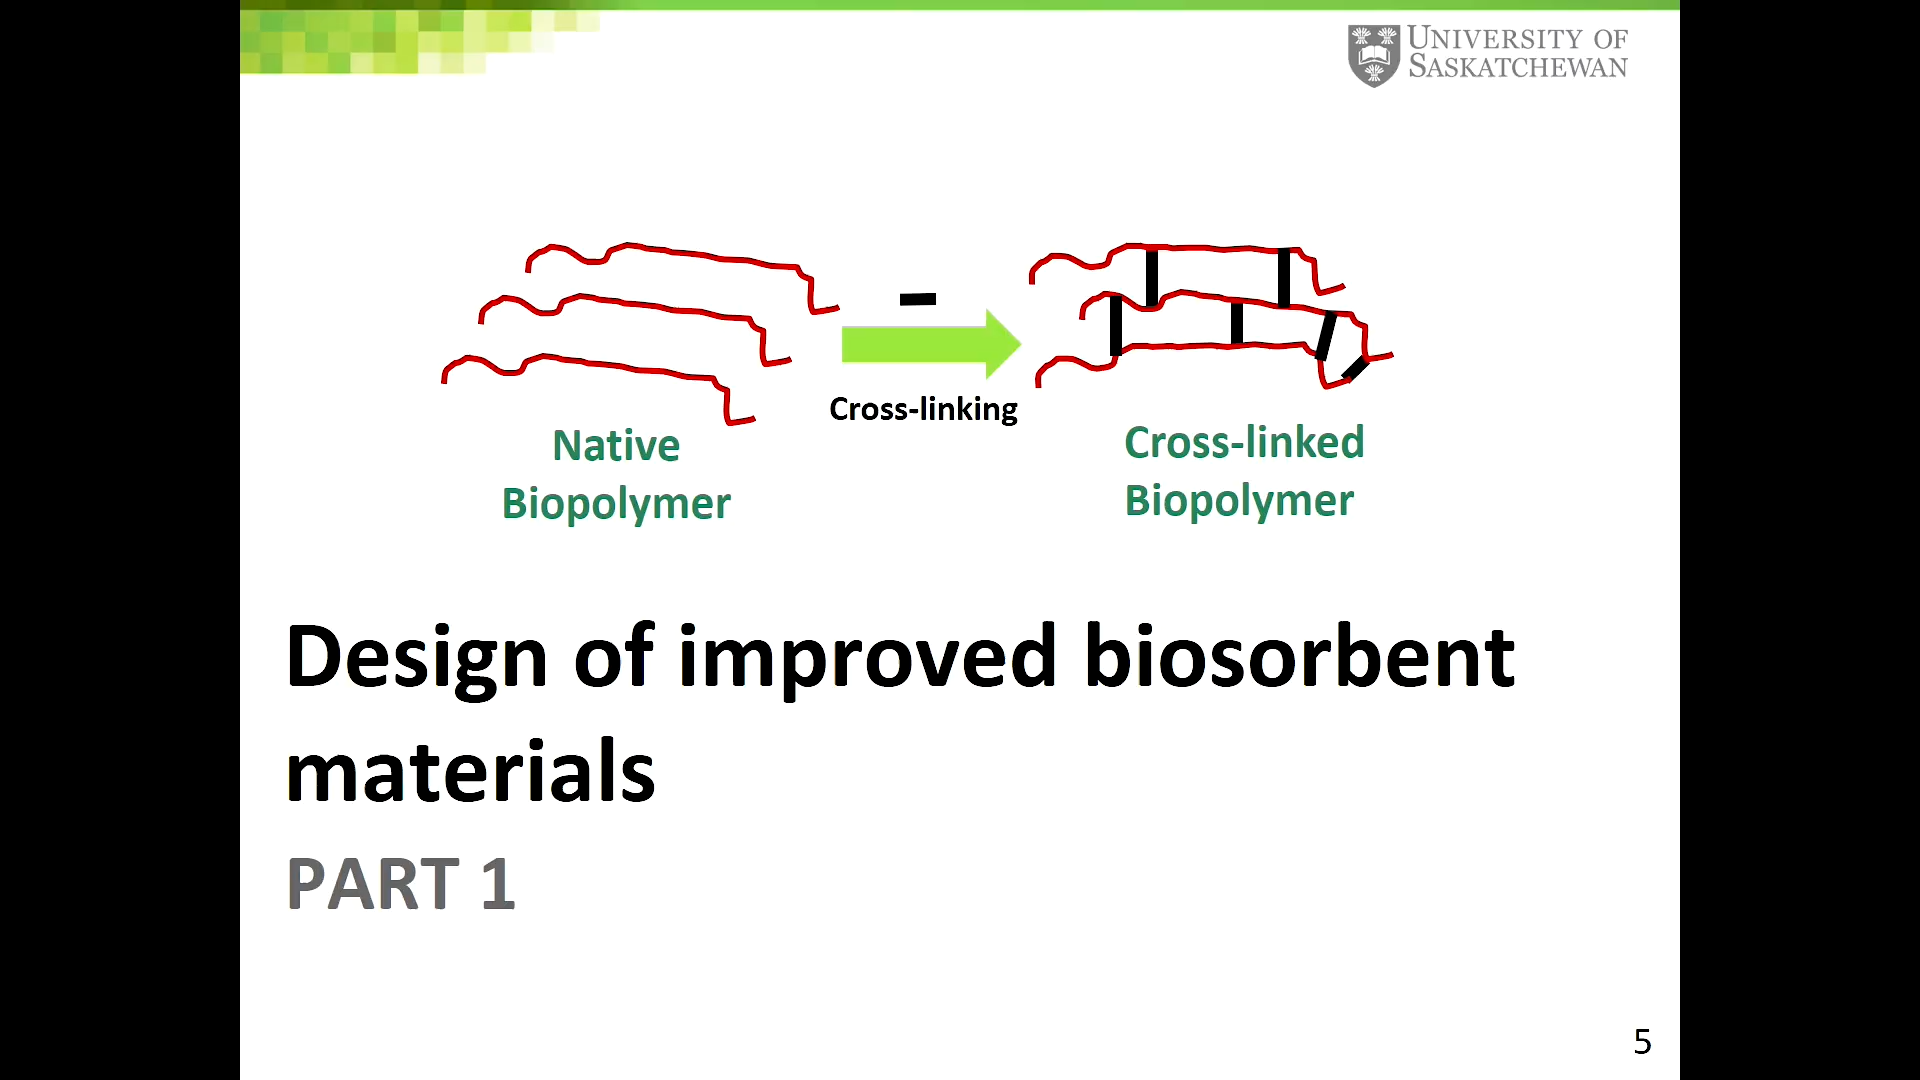 UNIVERSITY OF
SASKATCHEWAN
Cross-linking
Native
Biopolymer
Cross-linked
Biopolymer
Design of improved biosorbent
materials
PART 1
5